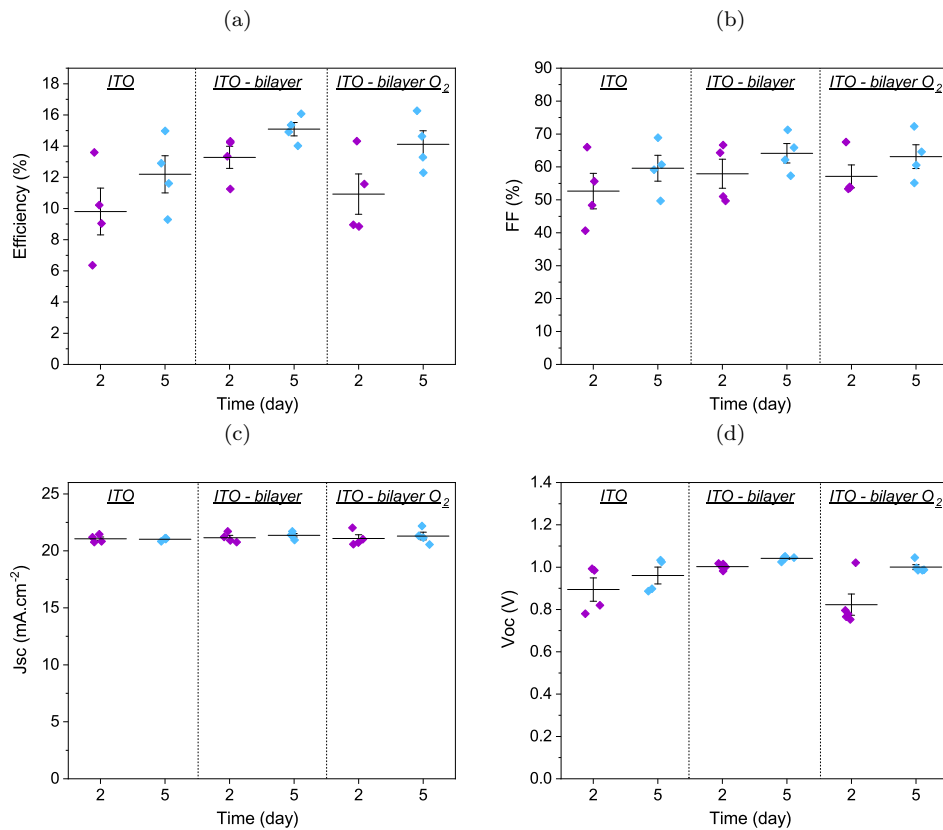 (a)
ITO
ITO - bilayer
ITO - bilayer O2
Efficiency (%)
18
16
14
12
10
8
6
4
2
0
2
5
2
5
2
5
Time (day)
(b)
ITO
ITO - bilayer
ITO - bilayer O2
FF (%)
90
80
70
60
50
40
30
20
10
0
2
5
2
5
2
5
Time (day)
(c)
ITO
ITO - bilayer
ITO - bilayer O2
Jsc (mA.cm⁻²)
25
20
15
10
5
0
2
5
2
5
2
5
Time (day)
(d)
ITO
ITO - bilayer
ITO - bilayer O2
Voc (V)
1.4
1.2
1.0
0.8
0.6
0.4
0.2
0.0
2
5
2
5
2
5
Time (day)